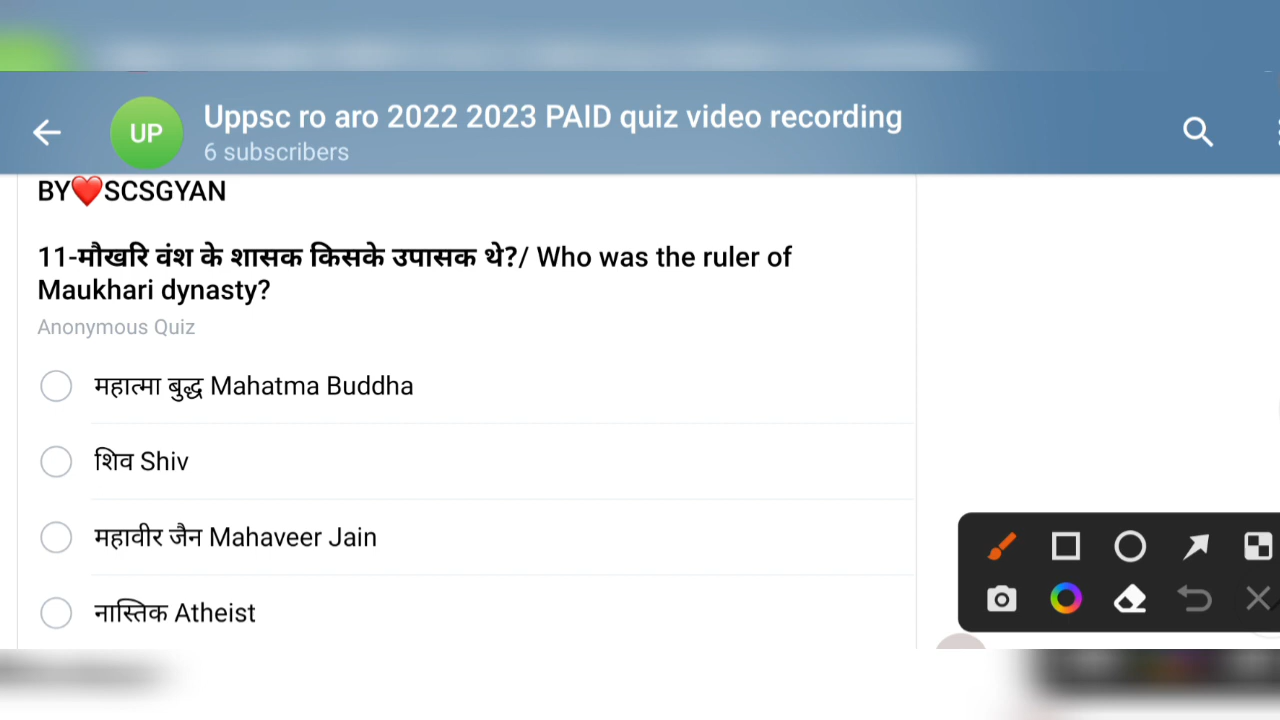 UP
Uppsc ro aro 2022 2023 PAID quiz video recording
6 subscribers
BY❤️SCSGYAN
11-मौखरि वंश के शासक किसके उपासक थे?/ Who was the ruler of
Maukhari dynasty?
Anonymous Quiz
महात्मा बुद्ध Mahatma Buddha
शिव Shiv
महावीर जैन Mahaveer Jain
नास्तिक Atheist